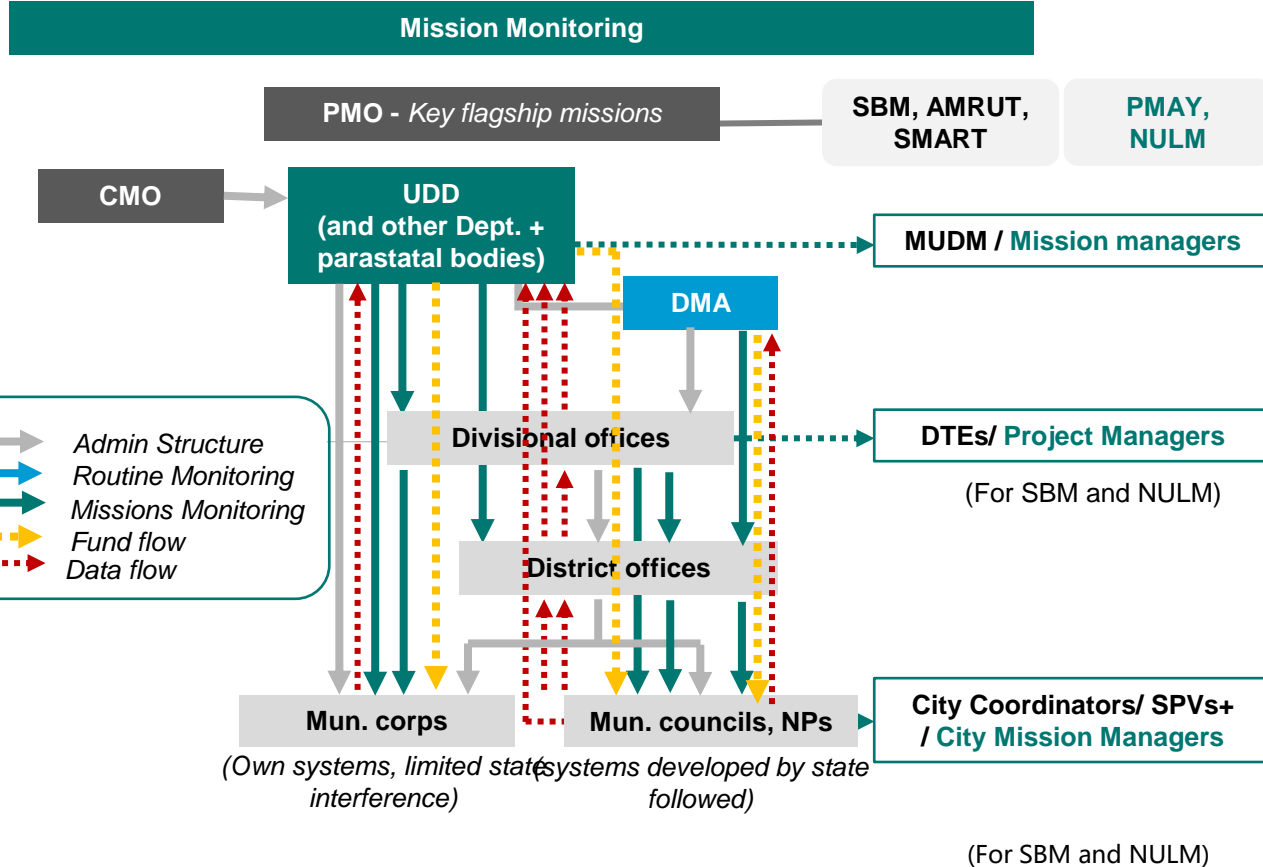 Mission Monitoring
PMO - Key flagship missions
SBM, AMRUT,
SMART
PMAY,
NULM
CMO
UDD
(and other Dept. +
parastatal bodies)
MUDM / Mission managers
DMA
Admin Structure
Routine Monitoring
Missions Monitoring
Fund flow
Data flow
Divisional offices
DTEs/ Project Managers
(For SBM and NULM)
District offices
Mun. corps
(Own systems, limited state
interference)
Mun. councils, NPs
(systems developed by state
followed)
City Coordinators/ SPVs+
/ City Mission Managers
(For SBM and NULM)